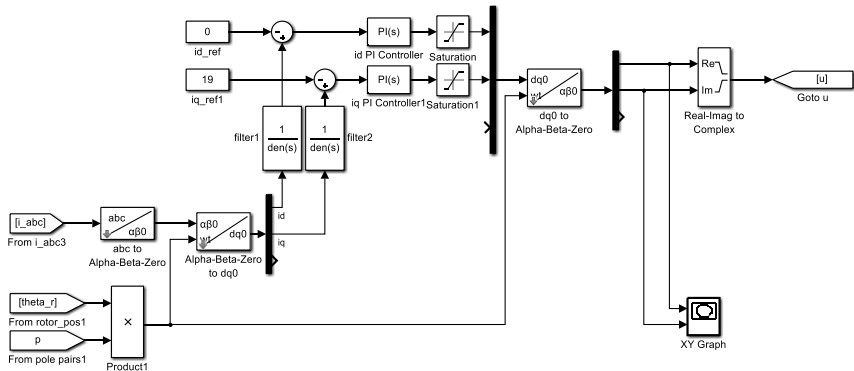 0
id_ref
PI(s)
id PI Controller
Saturation
19
iq_ref1
PI(s)
iq PI Controller1
Saturation1
filter1
1
den(s)
1
den(s)
filter2
dq0
wt
αβ0
dq0 to
Alpha-Beta-Zero
Re
Im
Real-Imag to
Complex
[u]
Goto u
[i_abc]
From i_abc3
abc
αβ0
abc to
Alpha-Beta-Zero
αβ0
wt
dq0
Alpha-Beta-Zero
to dq0
id
iq
[theta_r]
From rotor_pos1
p
From pole pairs1
×
Product1
XY Graph